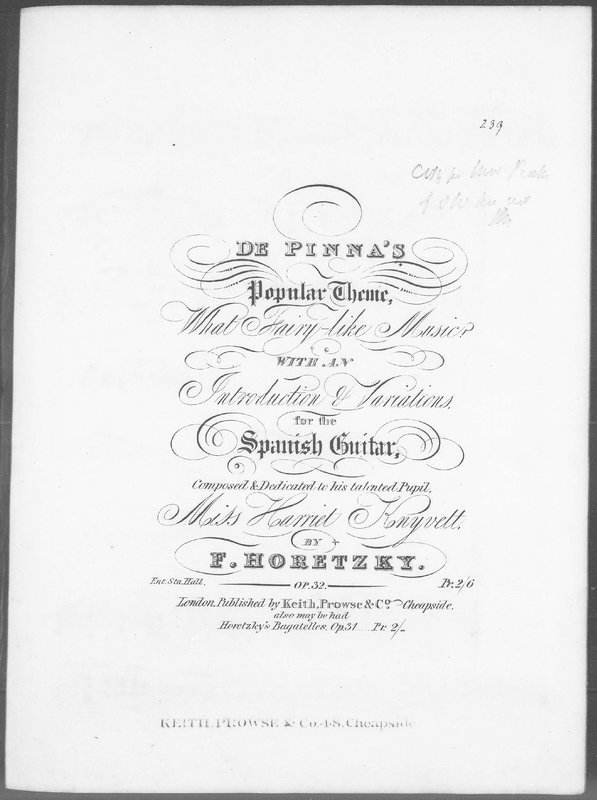 239
DE PINNA'S
Popular Theme,
What Fairy-like Music?
WITH AN
Introduction & Variations,
for the
Spanish Guitar,
Composed & Dedicated to his talented Pupil,
Miss Harriet Knyvett,
BY
F. HORETZKY.
Ent. Sta. Hall. OP. 32. Pr. 2/6
London, Published by Keith, Prowse & Co. Cheapside,
also may be had
Horetzky's Bagatelles, Op. 31 ..... Pr. 2/-
KEITH, PROWSE & Co. 48, Cheapside